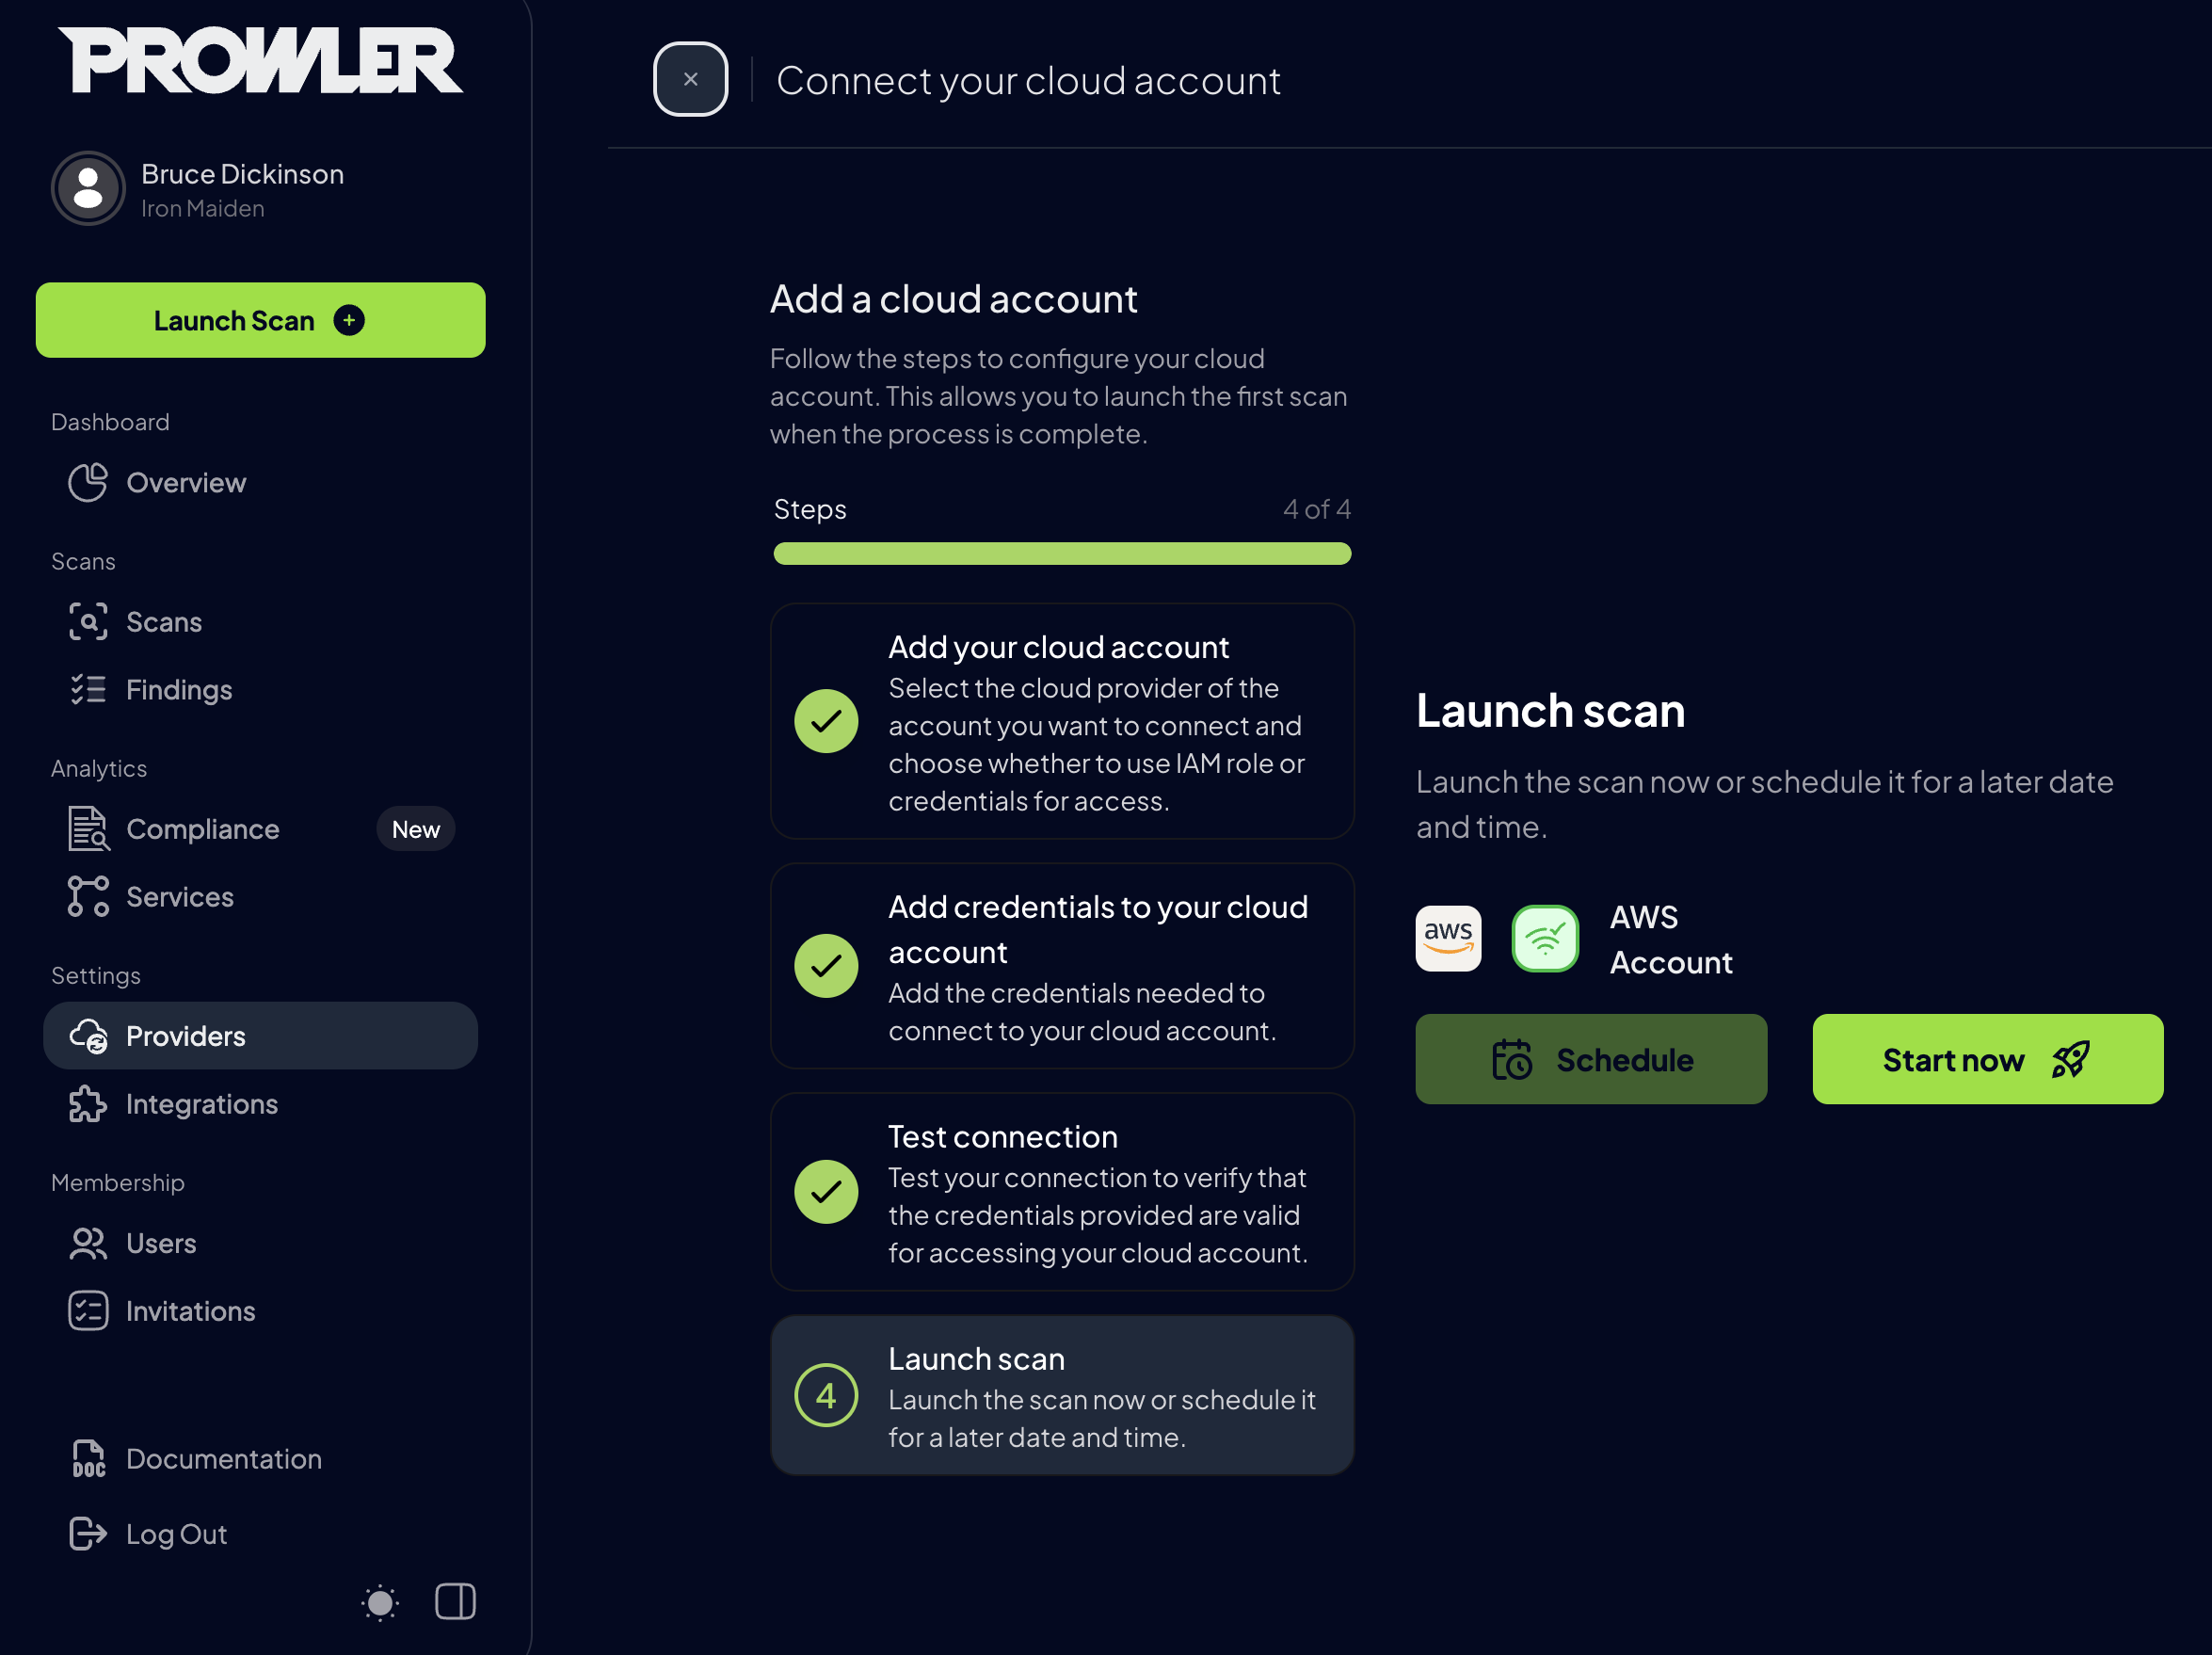 PROWLER
Bruce Dickinson
Iron Maiden
Launch Scan
Dashboard
Overview
Scans
Scans
Findings
Analytics
Compliance New
Services
Settings
Providers
Integrations
Membership
Users
Invitations
DOC Documentation
Log Out
Connect your cloud account
Add a cloud account
Follow the steps to configure your cloud
account. This allows you to launch the first scan
when the process is complete.
Steps 4 of 4
Add your cloud account
Select the cloud provider of the
account you want to connect and
choose whether to use IAM role or
credentials for access.
Add credentials to your cloud
account
Add the credentials needed to
connect to your cloud account.
Test connection
Test your connection to verify that
the credentials provided are valid
for accessing your cloud account.
4
Launch scan
Launch the scan now or schedule it
for a later date and time.
Launch scan
Launch the scan now or schedule it for a later date
and time.
aws
AWS
Account
Schedule
Start now